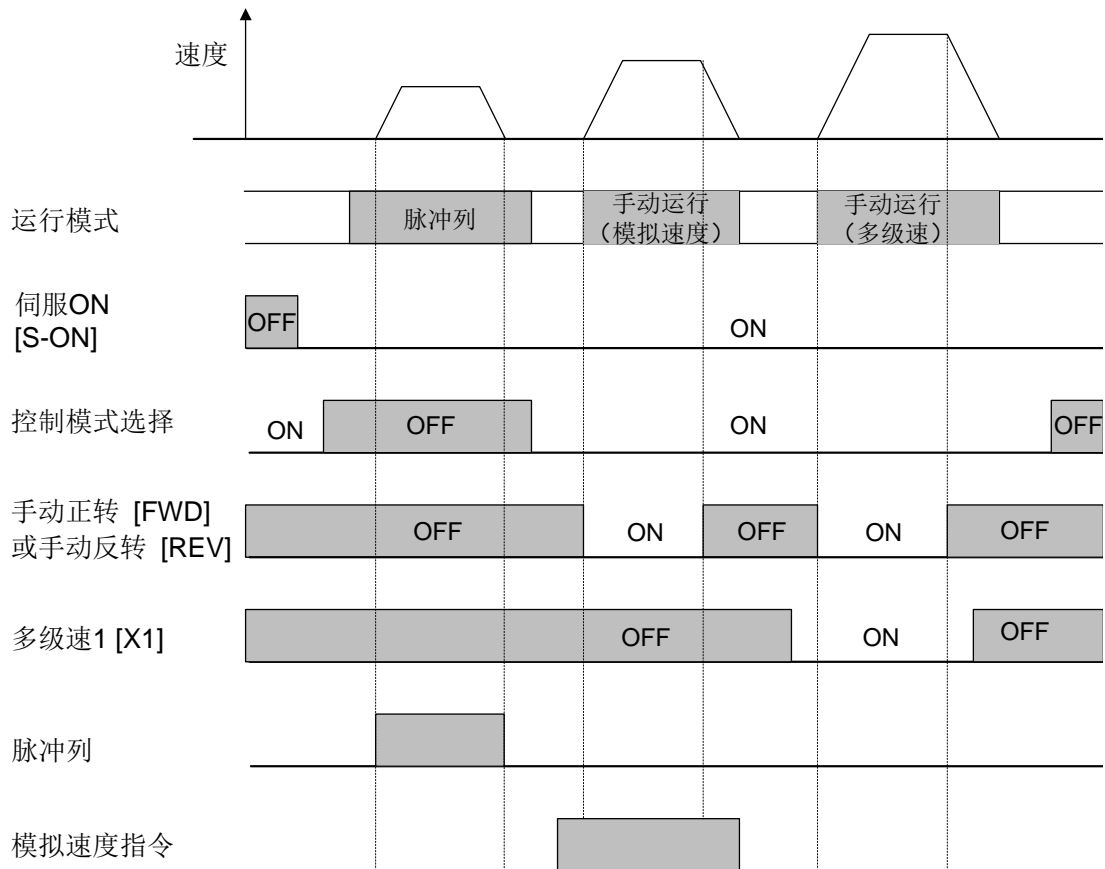 速度
运行模式
脉冲列
手动运行
（模拟速度）
手动运行
（多级速）
伺服ON
[S-ON]
OFF
ON
控制模式选择
ON
OFF
ON
OFF
手动正转 [FWD]
或手动反转 [REV]
OFF
ON
OFF
ON
OFF
多级速1 [X1]
OFF
ON
OFF
脉冲列
模拟速度指令